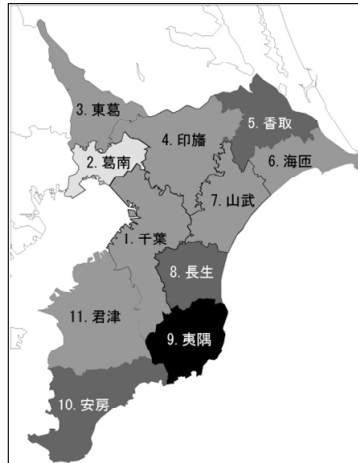 3. 東葛
4. 印旛
5. 香取
2. 葛南
6. 海匝
7. 山武
1. 千葉
8. 長生
11. 君津
9. 夷隅
10. 安房